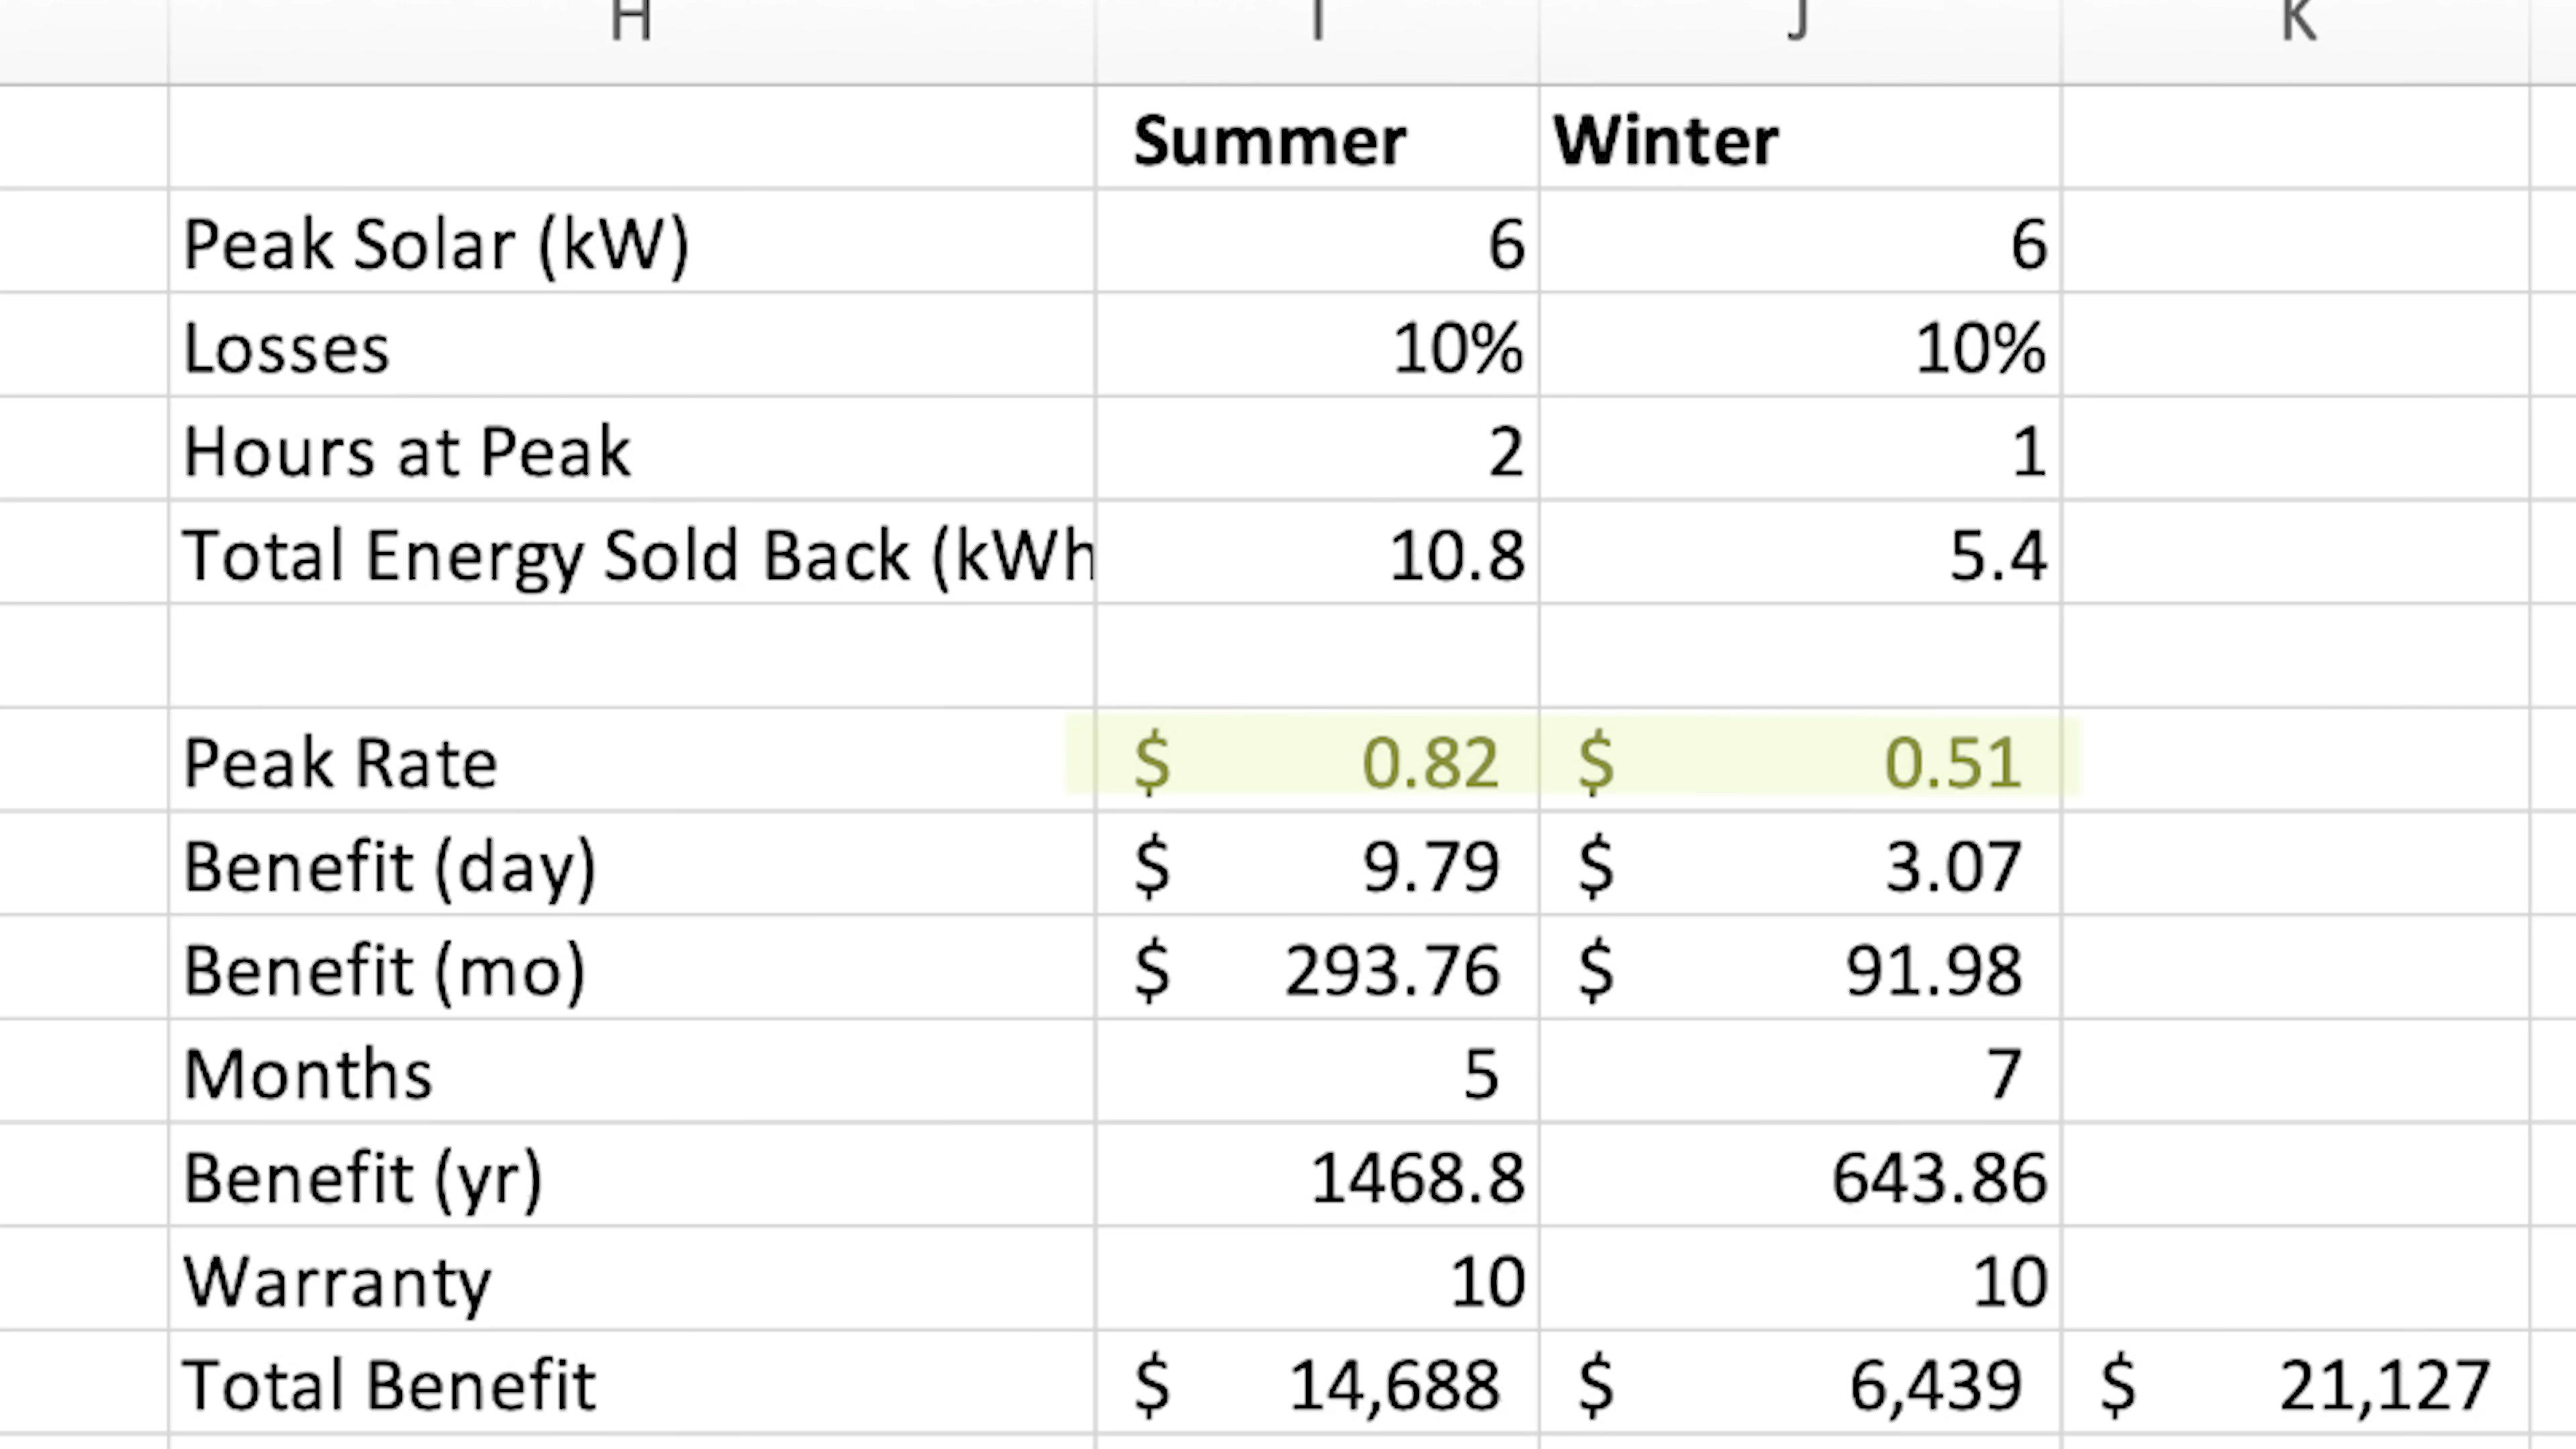 H I J K
Summer Winter
Peak Solar (kW) 6 6
Losses 10% 10%
Hours at Peak 2 1
Total Energy Sold Back (kWh 10.8 5.4
Peak Rate $ 0.82 $ 0.51
Benefit (day) $ 9.79 $ 3.07
Benefit (mo) $ 293.76 $ 91.98
Months 5 7
Benefit (yr) 1468.8 643.86
Warranty 10 10
Total Benefit $ 14,688 $ 6,439 $ 21,127